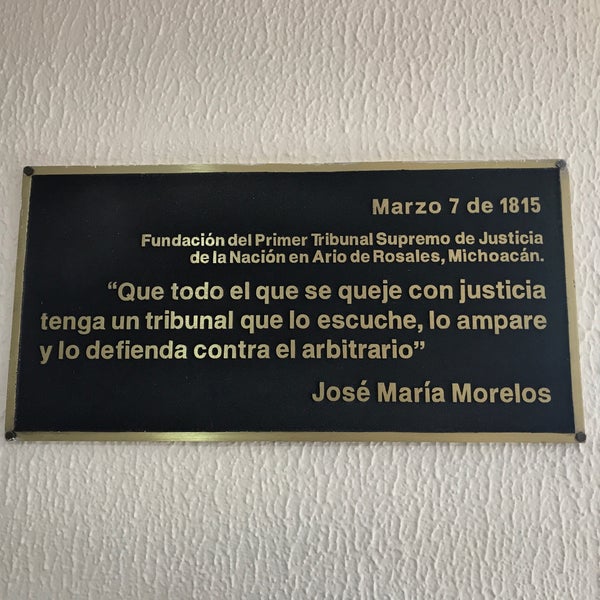 Marzo 7 de 1815
Fundación del Primer Tribunal Supremo de Justicia
de la Nación en Ario de Rosales, Michoacán.
“Que todo el que se queje con justicia
tenga un tribunal que lo escuche, lo ampare
y lo defienda contra el arbitrario”
José María Morelos